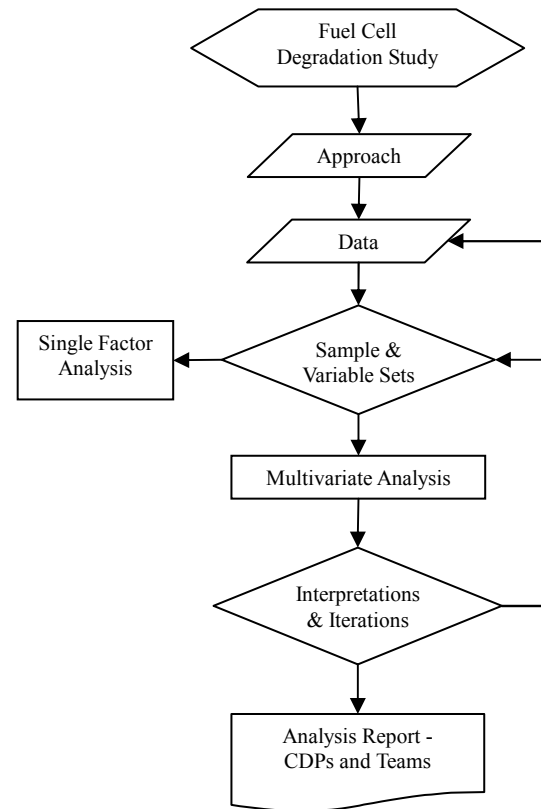 Fuel Cell
Degradation Study
Approach
Data
Single Factor
Analysis
Sample &
Variable Sets
Multivariate Analysis
Interpretations
& Iterations
Analysis Report -
CDPs and Teams